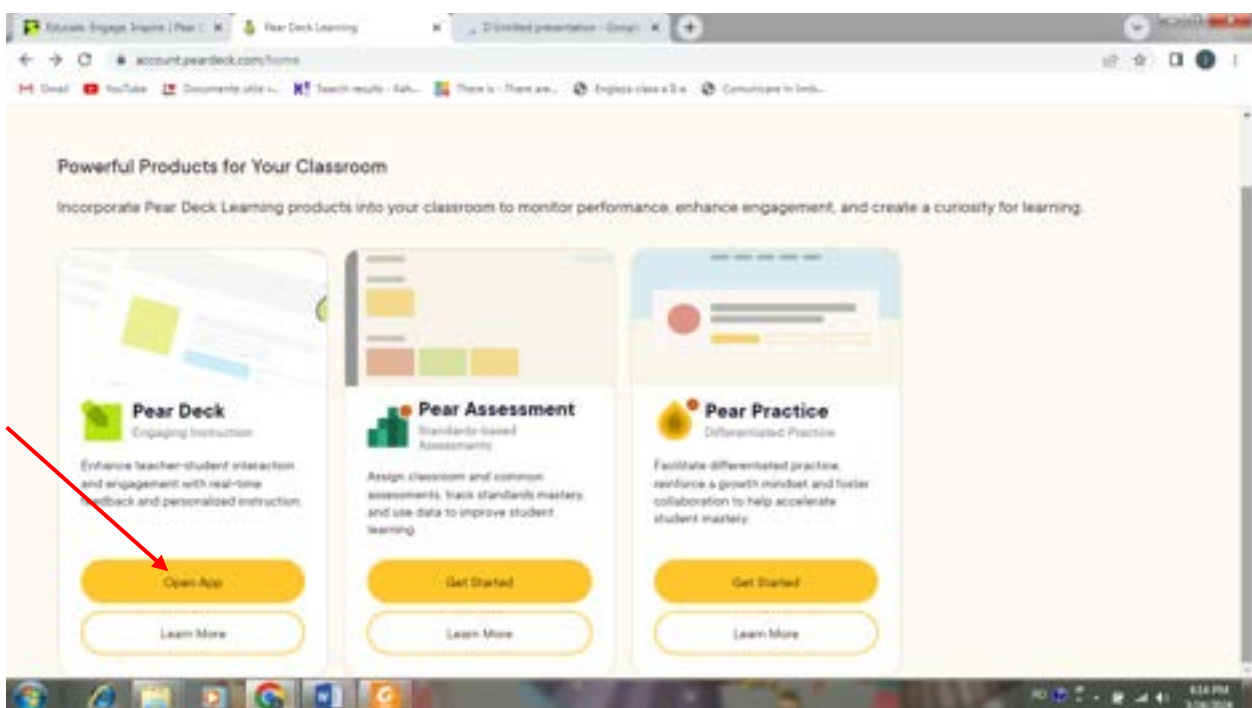 Pear Deck Learning
account.peardeck.com/home
Gmail
YouTube
Powerful Products for Your Classroom
Incorporate Pear Deck Learning products into your classroom to monitor performance, enhance engagement, and create a curiosity for learning.
Pear Deck
Engaging Instruction
Enhance teacher-student interaction
and engagement with real-time
feedback and personalized instruction.
Open App
Learn More
Pear Assessment
Standards-based
Assessments
Assign classroom and common
assessments, track standards mastery,
and use data to improve student
learning
Get Started
Learn More
Pear Practice
Differentiated Practice
Facilitate differentiated practice,
reinforce a growth mindset and foster
collaboration to help accelerate
student mastery
Get Started
Learn More